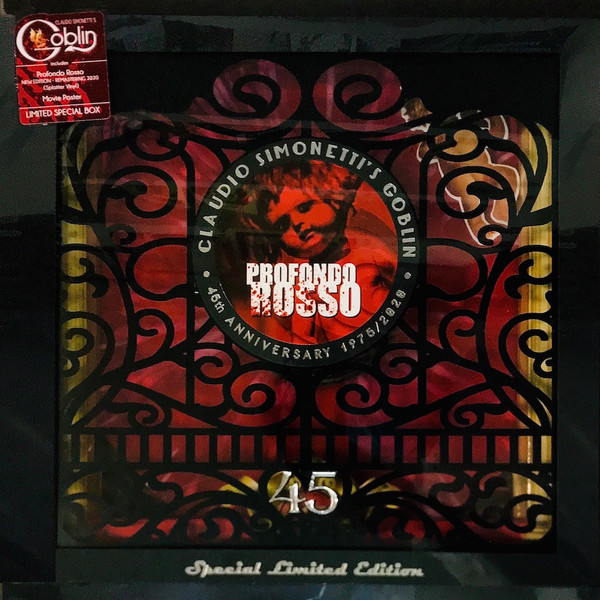 CLAUDIO SIMONETTI'S
Goblin
includes
Profondo Rosso
NEW EDITION - REMASTERING 2020
(Splatter Vinyl)
Movie Poster
LIMITED SPECIAL BOX
CLAUDIO SIMONETTI'S GOBLIN
PROFONDO
ROSSO
• 45th ANNIVERSARY 1975/2020 •
45
Special Limited Edition